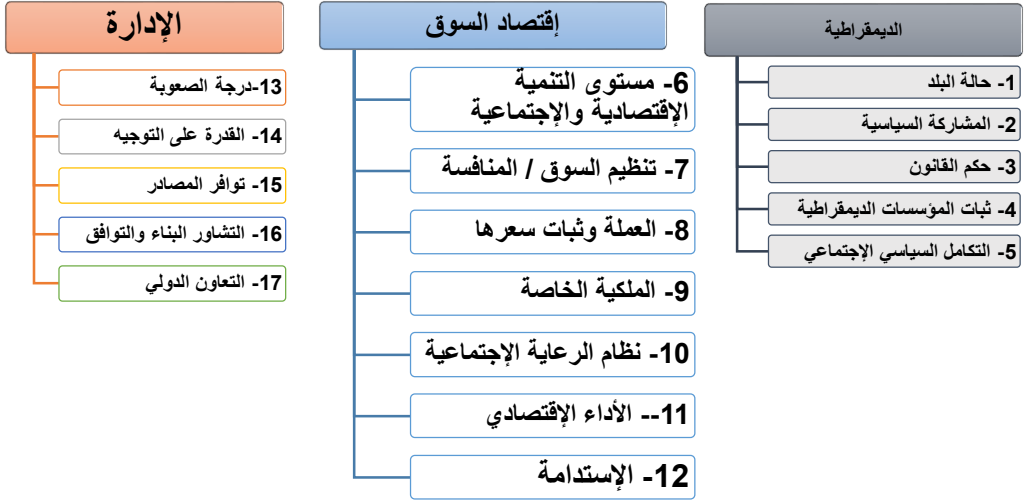 الديمقراطية
1- حالة البلد
2- المشاركة السياسية
3- حكم القانون
4- ثبات المؤسسات الديمقراطية
5- التكامل السياسي الإجتماعي
إقتصاد السوق
6- مستوى التنمية
الإقتصادية والإجتماعية
7- تنظيم السوق / المنافسة
8- العملة وثبات سعرها
9- الملكية الخاصة
10- نظام الرعاية الإجتماعية
11-- الأداء الإقتصادي
12- الإستدامة
الإدارة
13-درجة الصعوبة
14- القدرة على التوجيه
15- توافر المصادر
16- التشاور البناء والتوافق
17- التعاون الدولي